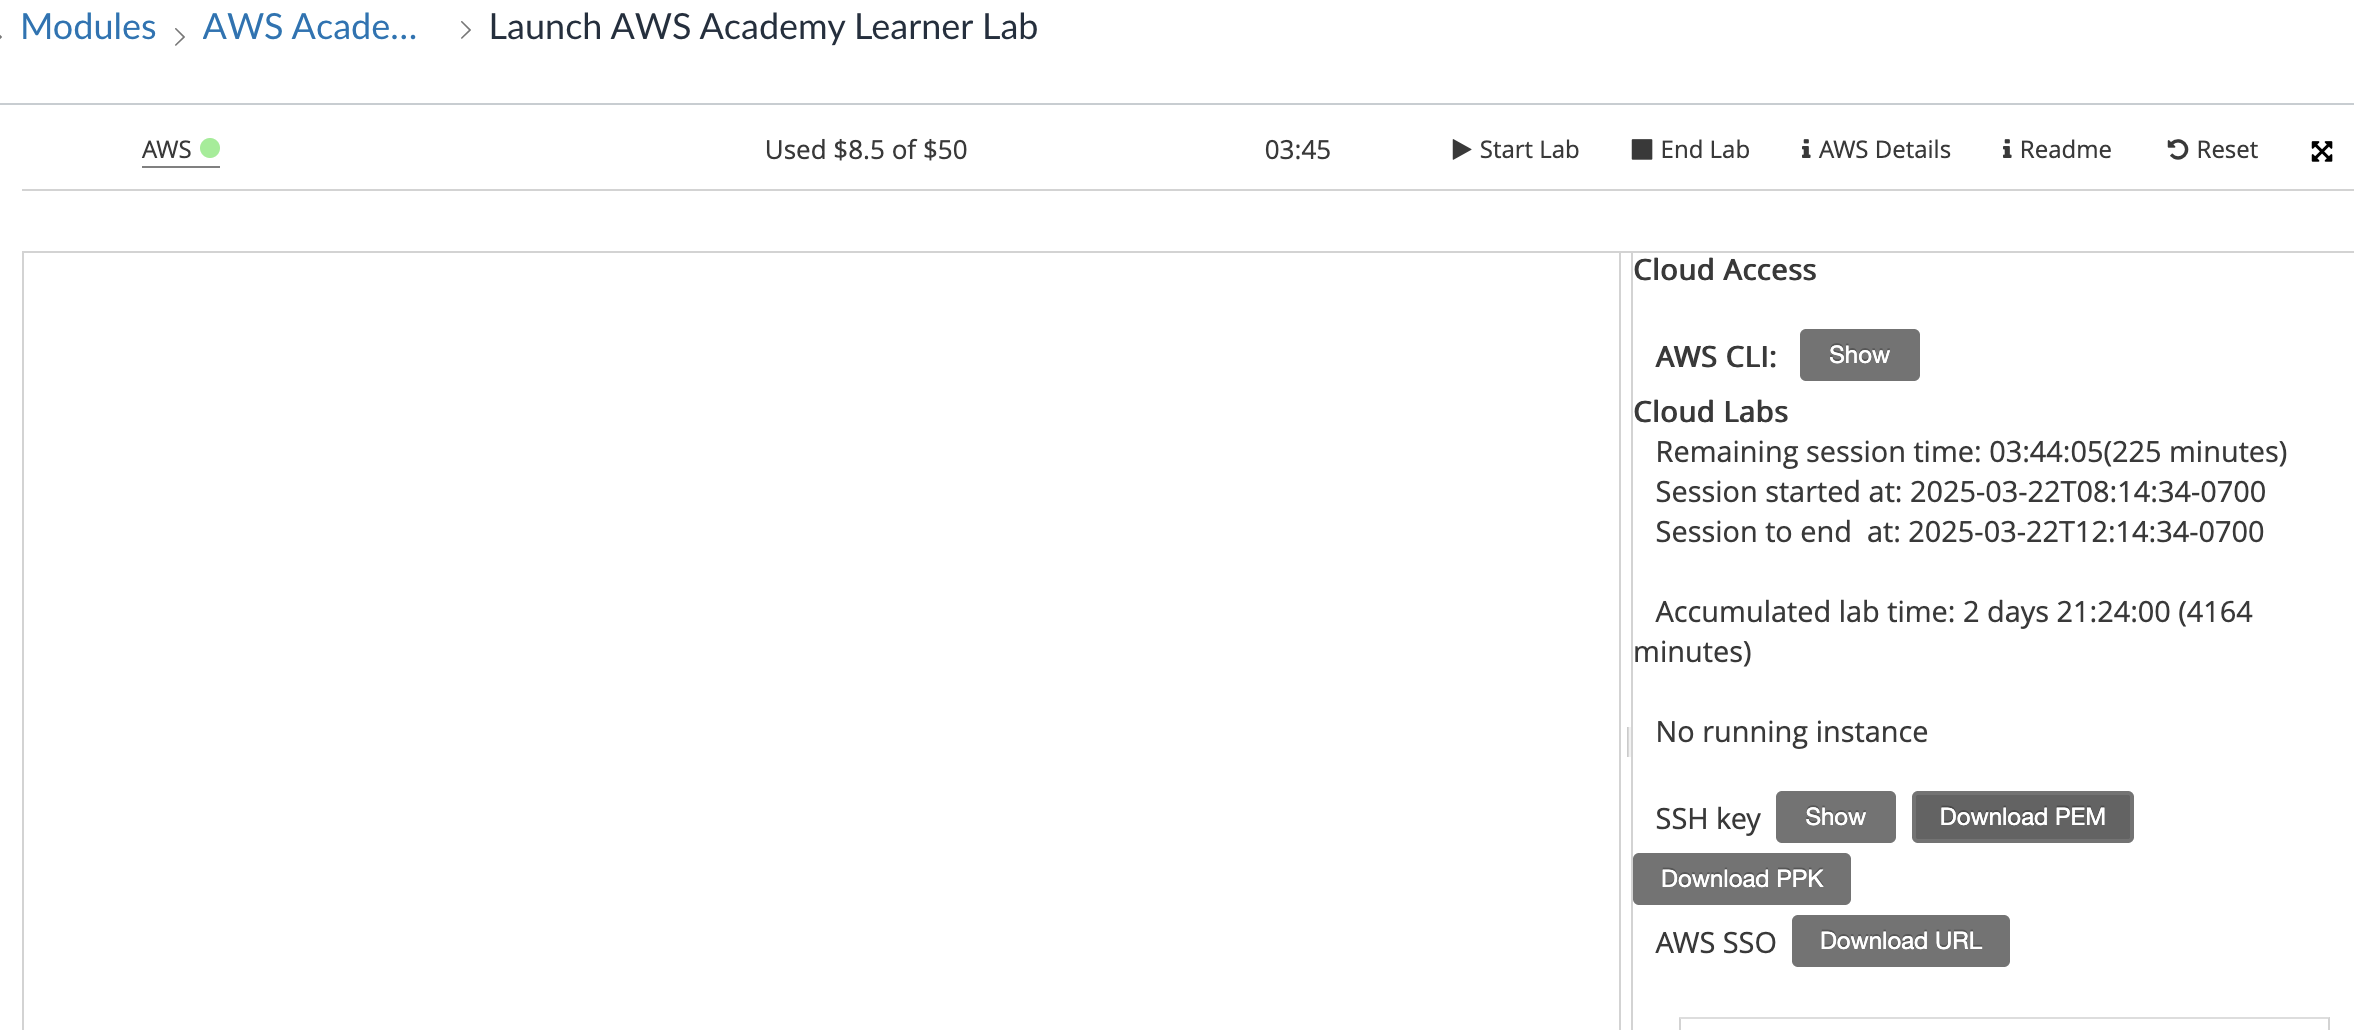 Modules > AWS Acade... > Launch AWS Academy Learner Lab
AWS Used $8.5 of $50 03:45 Start Lab End Lab AWS Details Readme Reset
Cloud Access
AWS CLI: Show
Cloud Labs
Remaining session time: 03:44:05(225 minutes)
Session started at: 2025-03-22T08:14:34-0700
Session to end  at: 2025-03-22T12:14:34-0700
Accumulated lab time: 2 days 21:24:00 (4164
minutes)
No running instance
SSH key Show Download PEM
Download PPK
AWS SSO Download URL